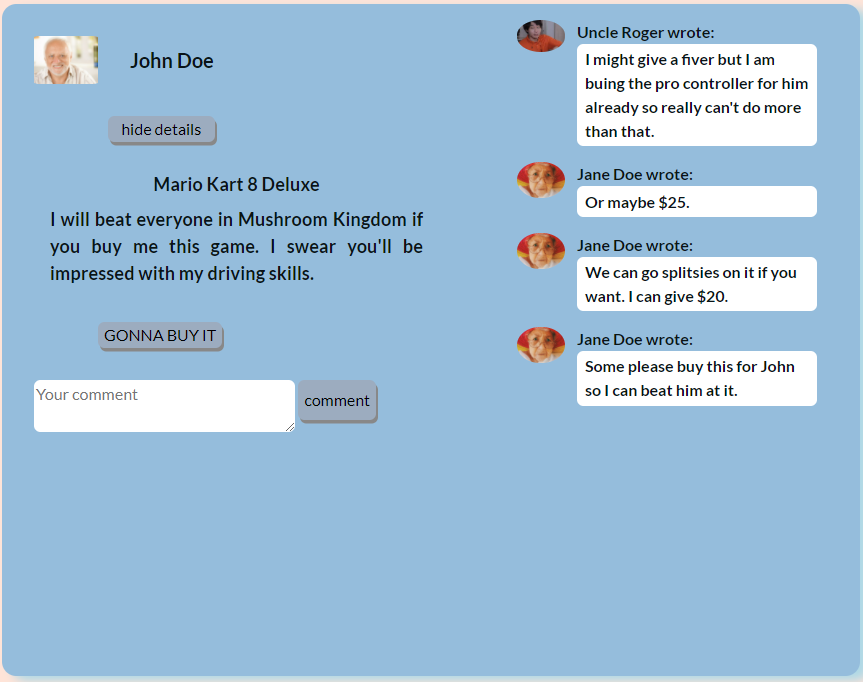 John Doe
hide details
Mario Kart 8 Deluxe
I will beat everyone in Mushroom Kingdom if
you buy me this game. I swear you'll be
impressed with my driving skills.
GONNA BUY IT
Your comment
comment
Uncle Roger wrote:
I might give a fiver but I am
buing the pro controller for him
already so really can't do more
than that.
Jane Doe wrote:
Or maybe $25.
Jane Doe wrote:
We can go splitsies on it if you
want. I can give $20.
Jane Doe wrote:
Some please buy this for John
so I can beat him at it.